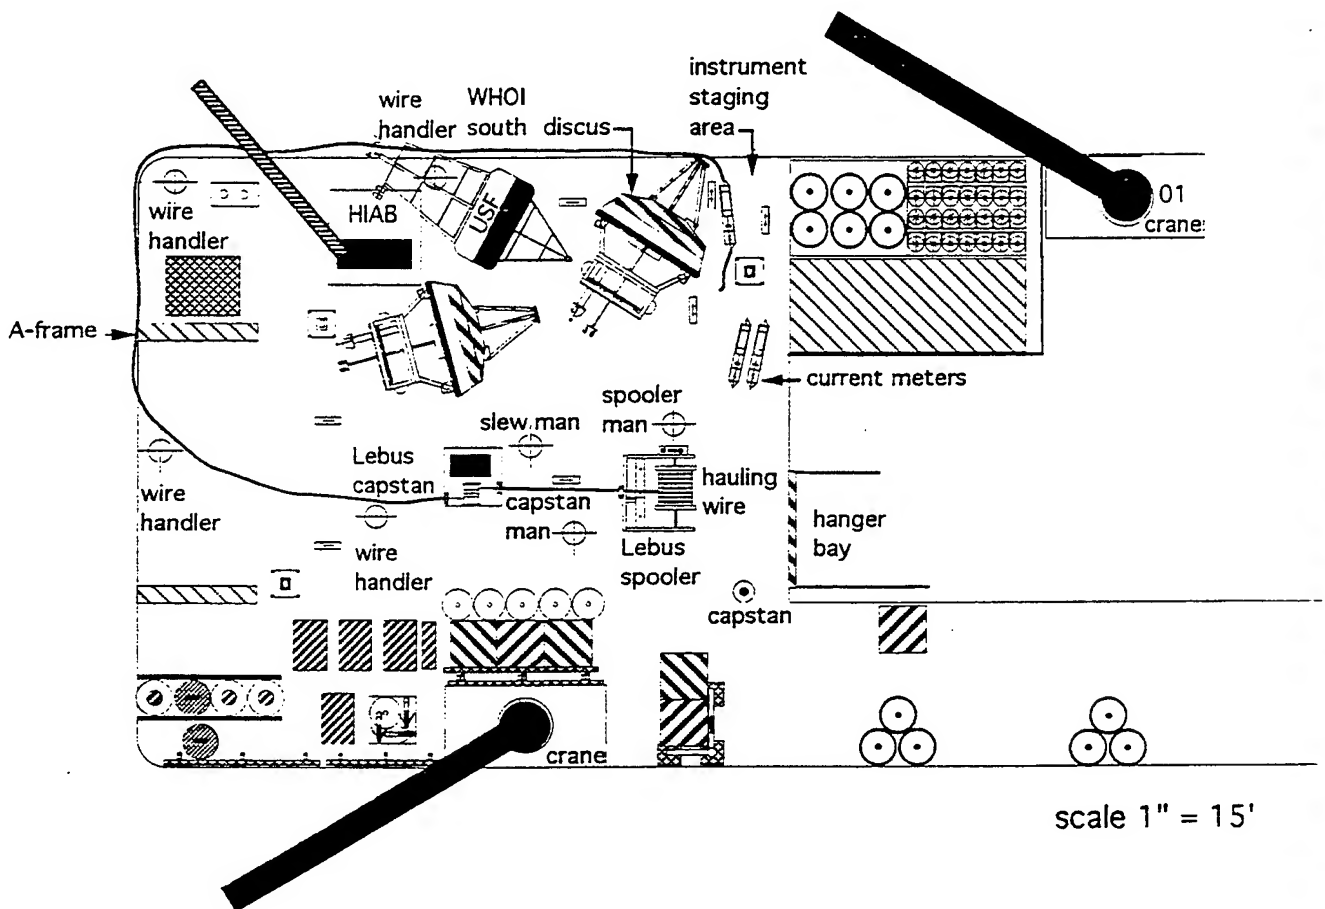 instrument
staging
area
wire
handler
WHOI
south discus
01
crane
wire
handler
HIAB
USF
A-frame
current meters
spooler
man
slew man
Lebus
capstan
hauling
wire
capstan
man
wire
handler
hanger
bay
wire
handler
Lebus
spooler
capstan
crane
scale 1" = 15'